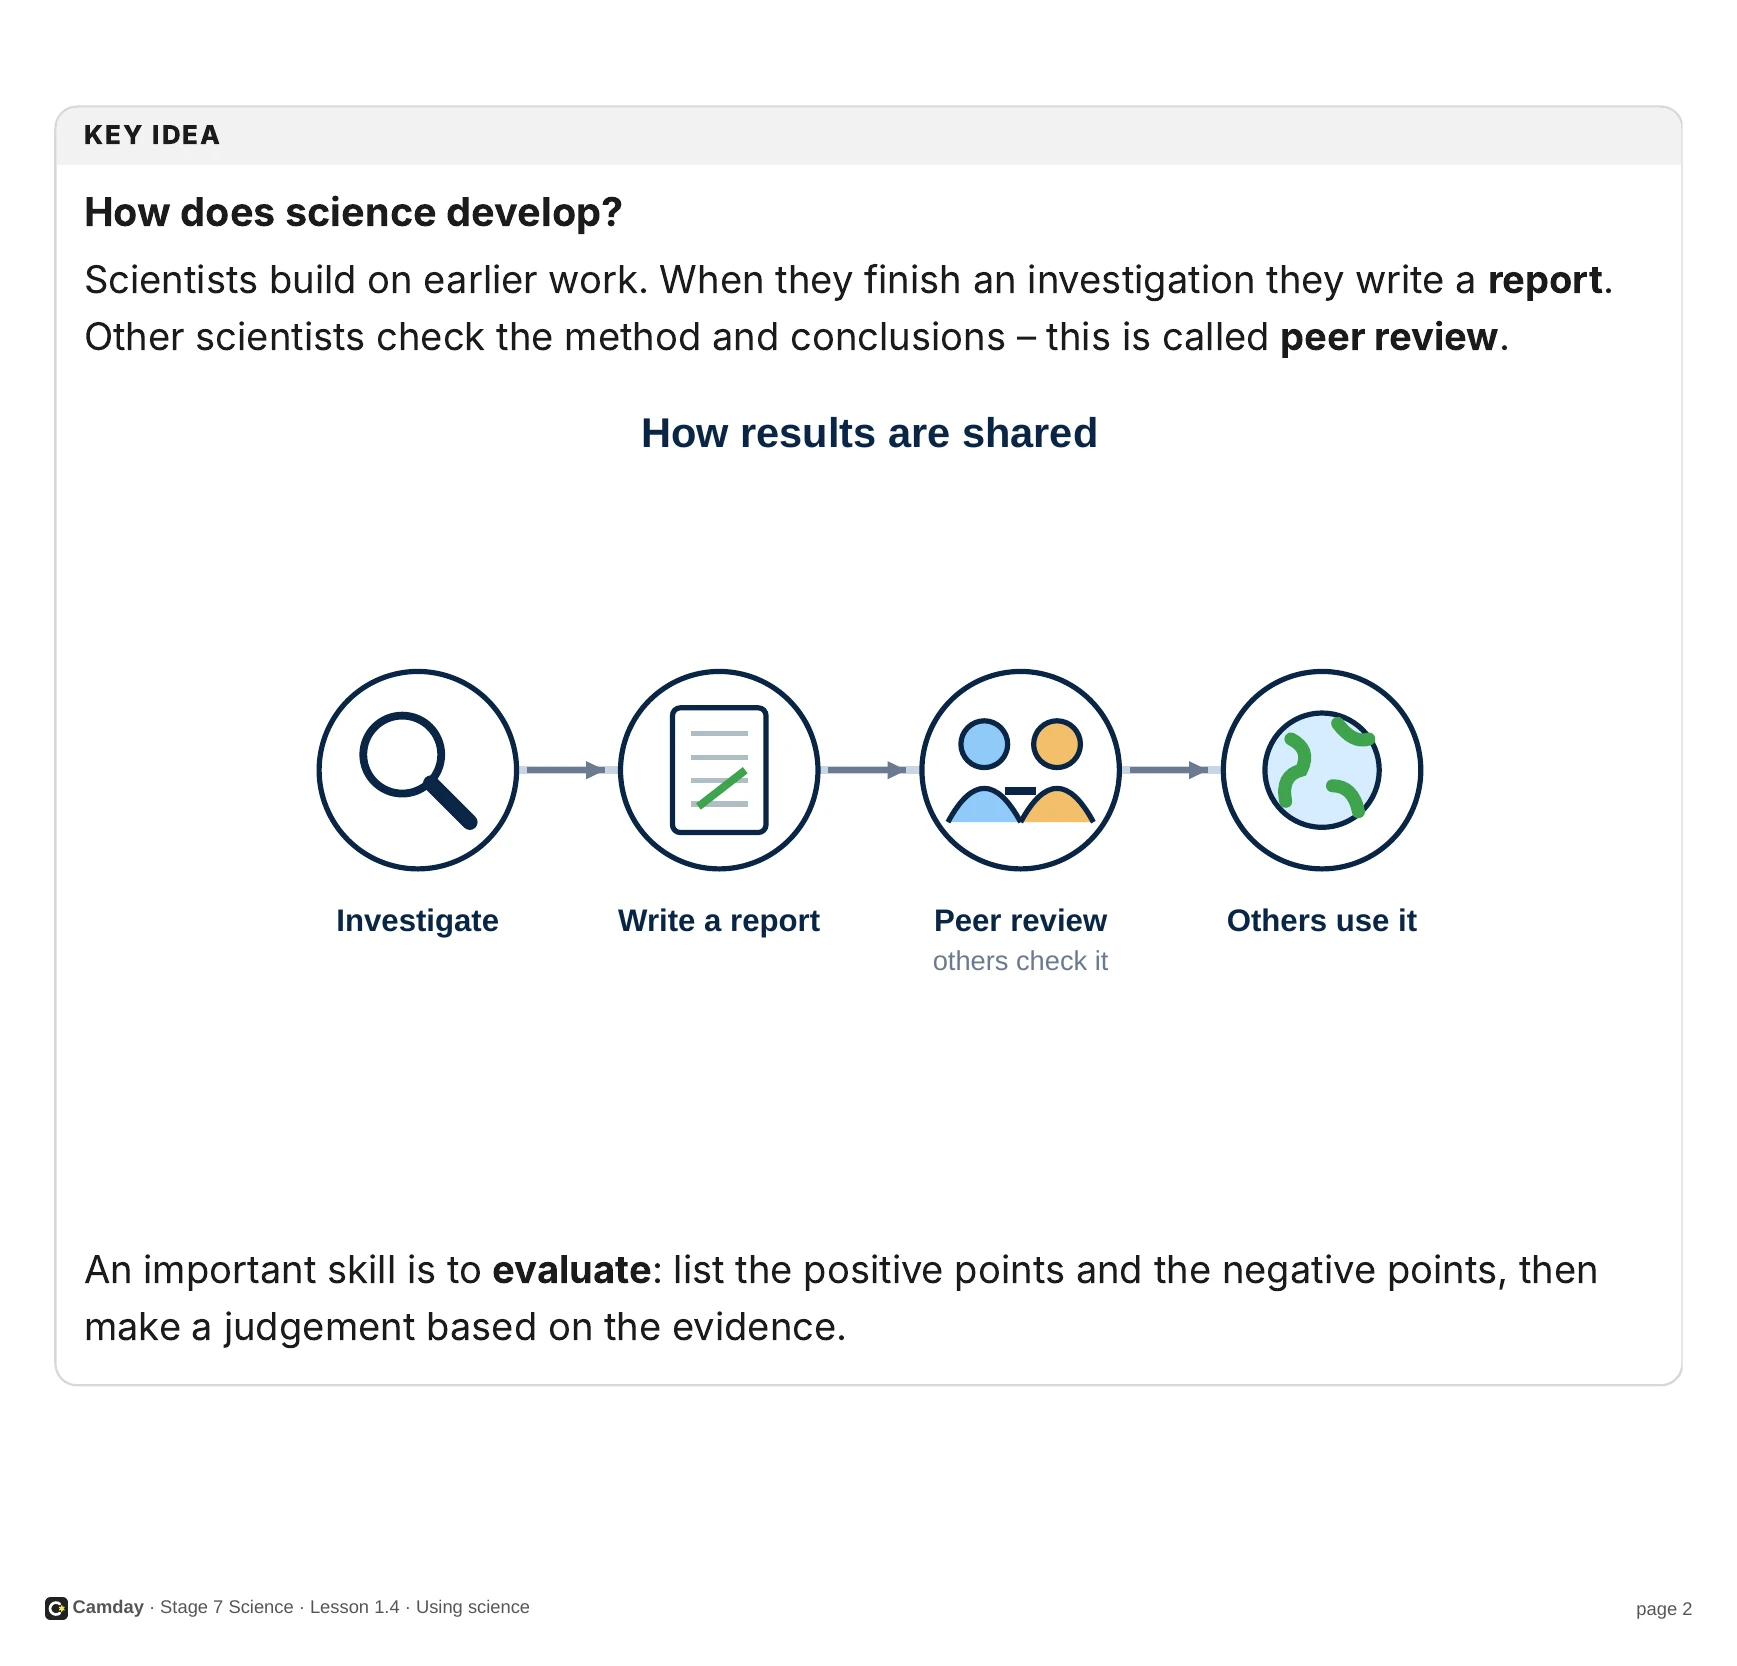 KEY IDEA
How does science develop?
Scientists build on earlier work. When they finish an investigation they write a report.
Other scientists check the method and conclusions – this is called peer review.
How results are shared
Investigate
Write a report
Peer review
others check it
Others use it
An important skill is to evaluate: list the positive points and the negative points, then
make a judgement based on the evidence.
Camday · Stage 7 Science · Lesson 1.4 · Using science
page 2